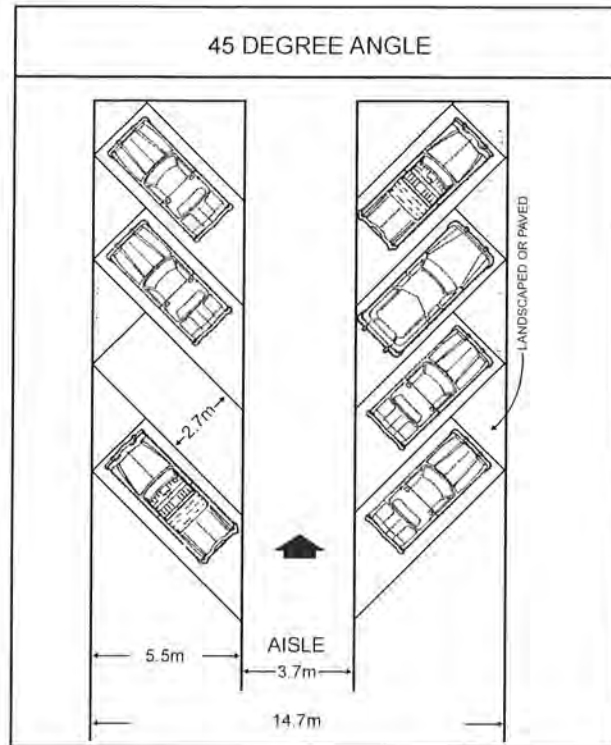 45 DEGREE ANGLE
LANDSCAPED OR PAVED
2.7m
AISLE
5.5m
3.7m
14.7m